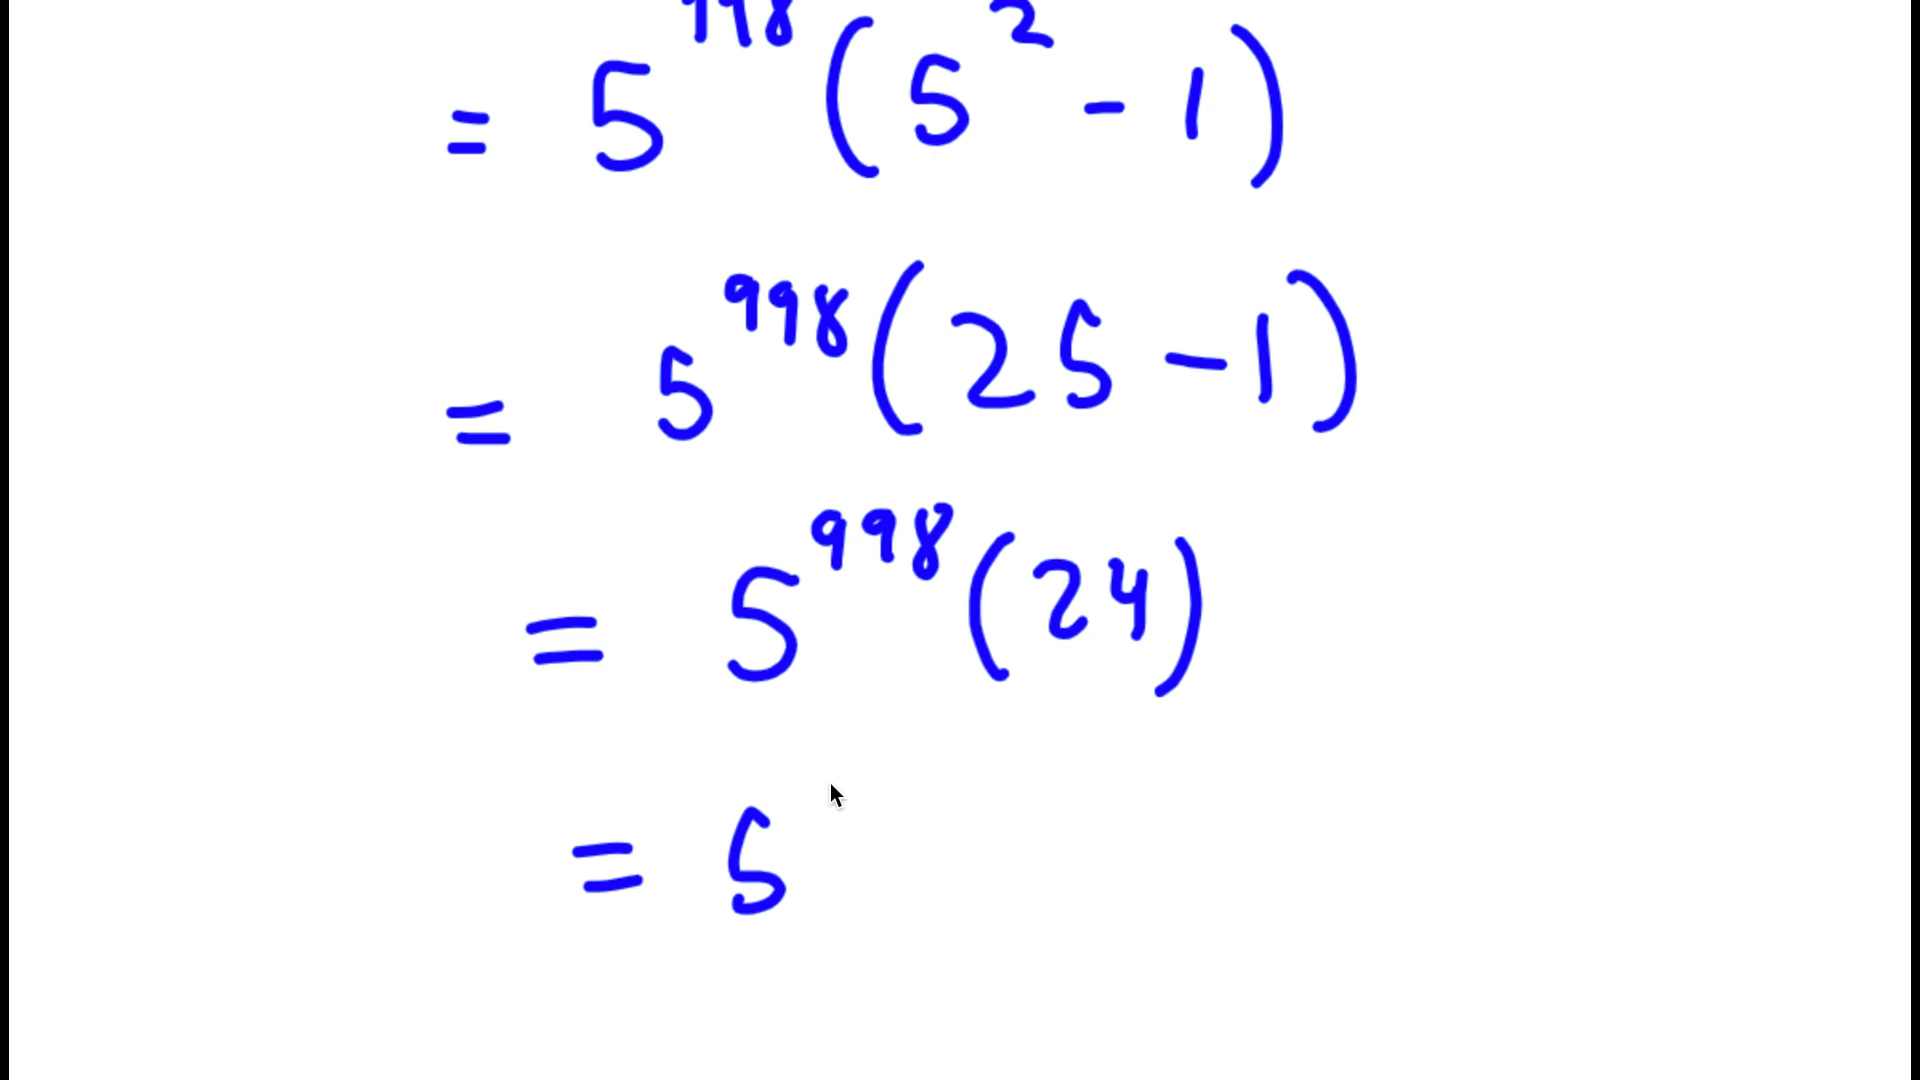 = 5^998 (5^2 - 1)
= 5^998 (25 - 1)
= 5^998 (24)
= 5